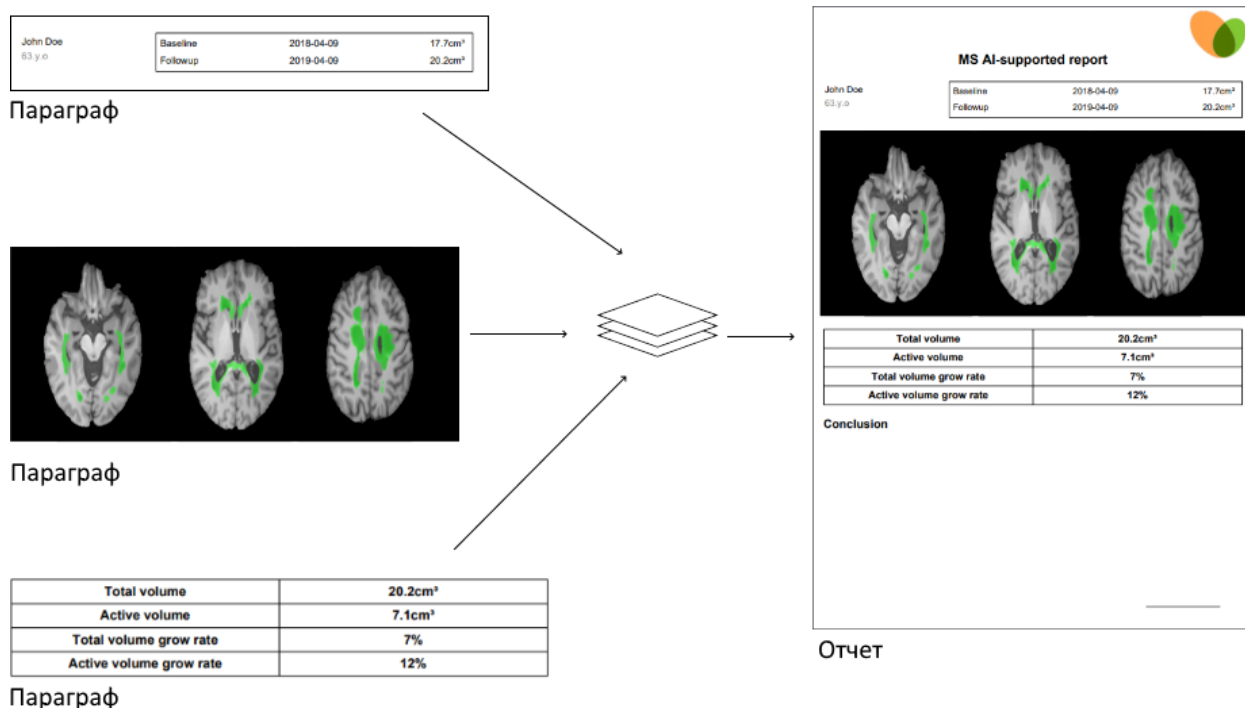 John Doe
63.y.o
Baseline 2018-04-09 17.7cm³
Followup 2019-04-09 20.2cm³
Параграф
Параграф
Total volume 20.2cm³
Active volume 7.1cm³
Total volume grow rate 7%
Active volume grow rate 12%
Параграф
MS AI-supported report
John Doe
63.y.o
Baseline 2018-04-09 17.7cm³
Followup 2019-04-09 20.2cm³
Total volume 20.2cm³
Active volume 7.1cm³
Total volume grow rate 7%
Active volume grow rate 12%
Conclusion
Отчет